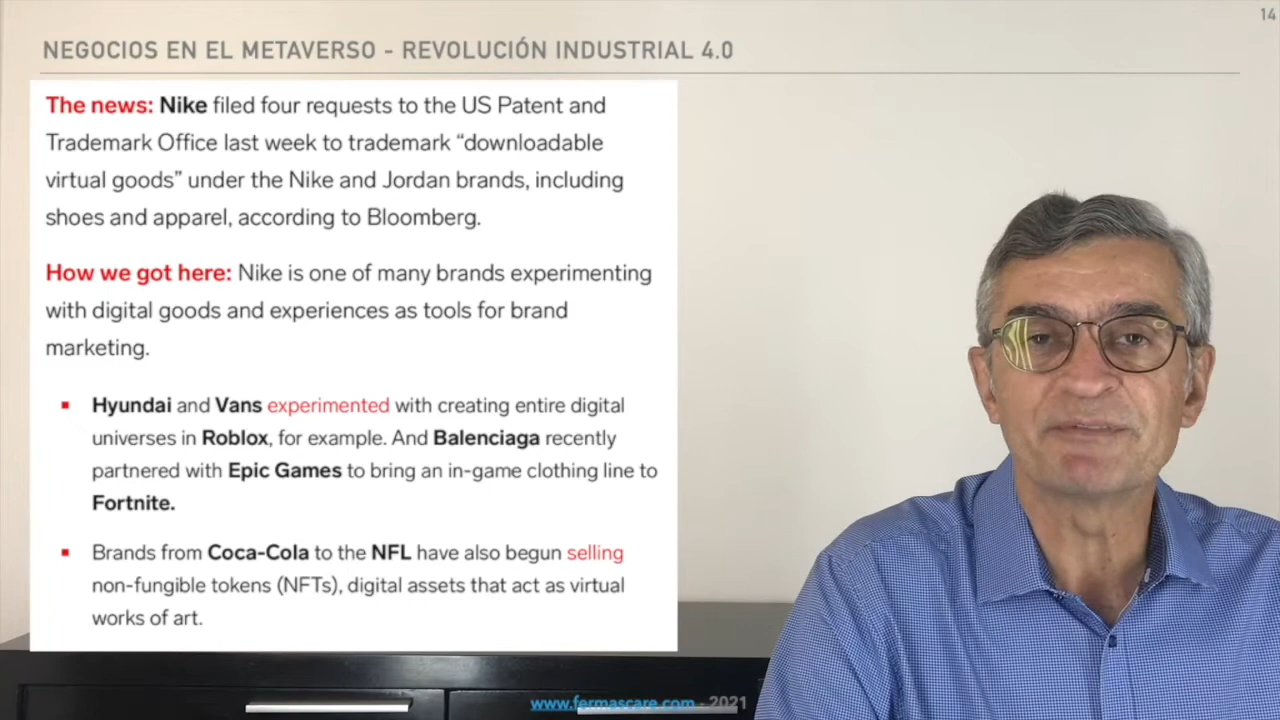 14
NEGOCIOS EN EL METAVERSO - REVOLUCIÓN INDUSTRIAL 4.0
The news: Nike filed four requests to the US Patent and
Trademark Office last week to trademark “downloadable
virtual goods” under the Nike and Jordan brands, including
shoes and apparel, according to Bloomberg.
How we got here: Nike is one of many brands experimenting
with digital goods and experiences as tools for brand
marketing.
▪ Hyundai and Vans experimented with creating entire digital
universes in Roblox, for example. And Balenciaga recently
partnered with Epic Games to bring an in-game clothing line to
Fortnite.
▪ Brands from Coca-Cola to the NFL have also begun selling
non-fungible tokens (NFTs), digital assets that act as virtual
works of art.
www.fermascare.com - 2021